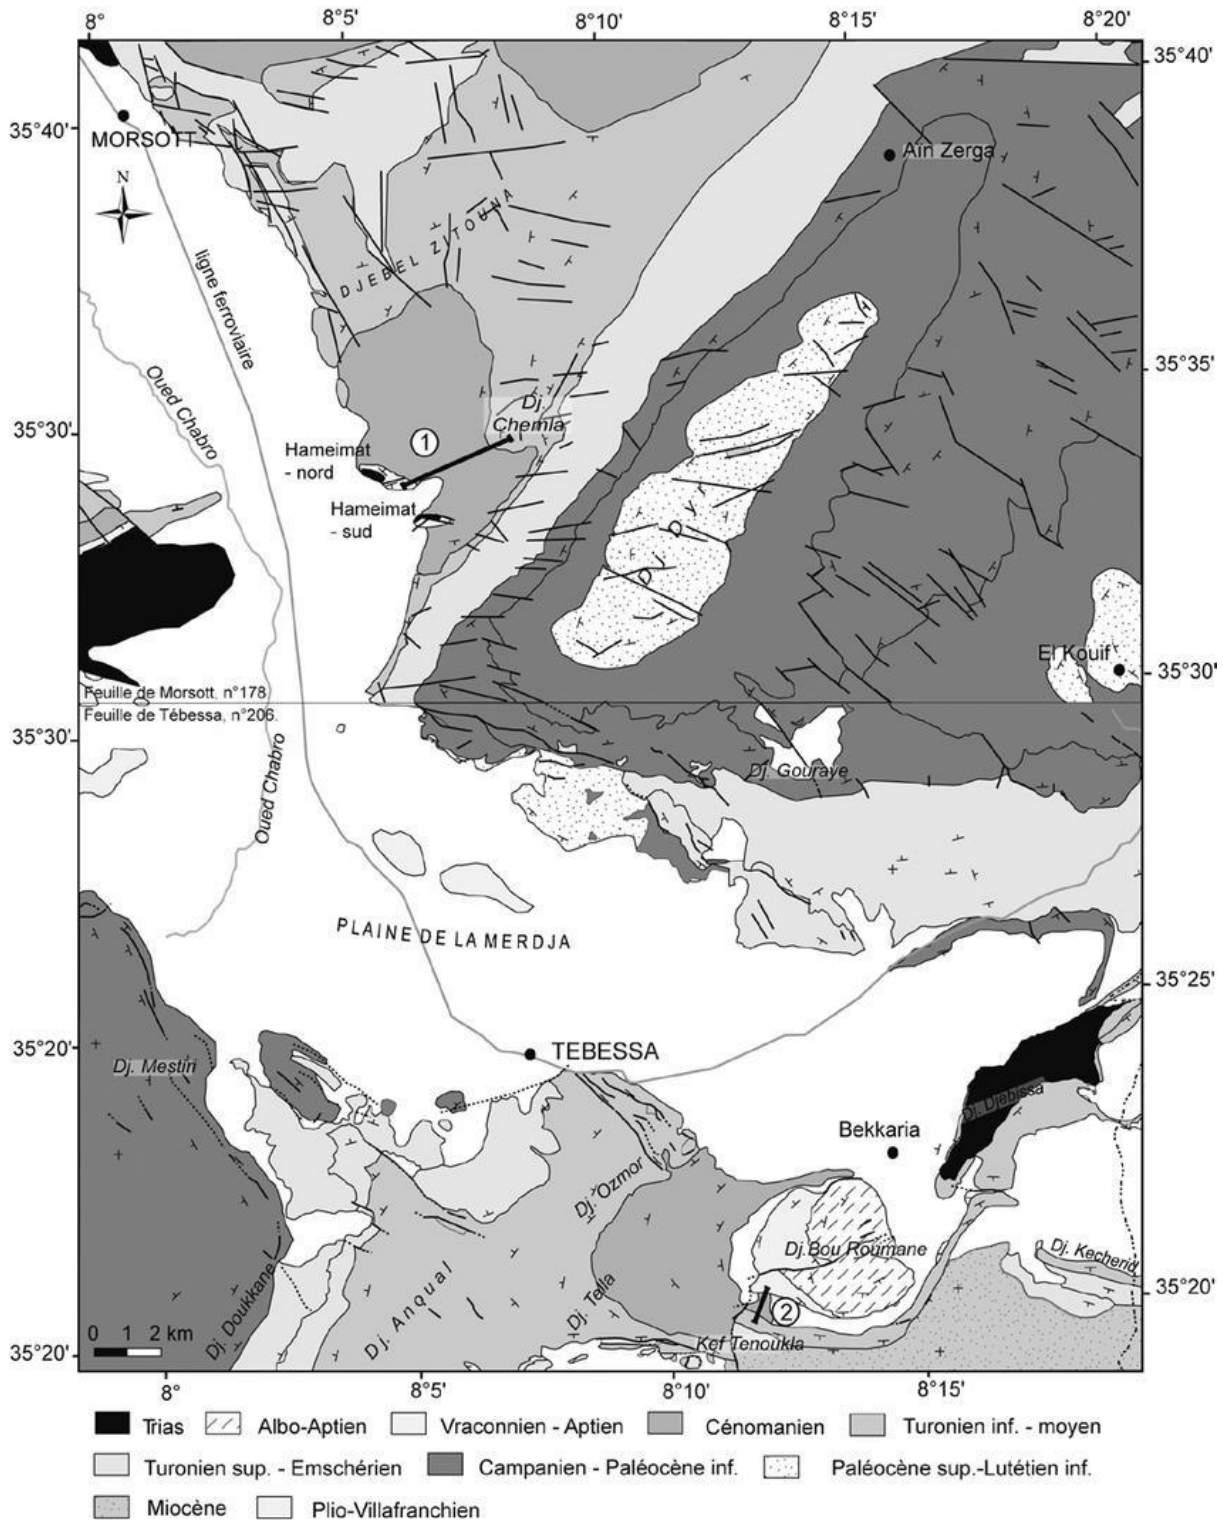 8°
8°5'
8°10'
8°15'
8°20'
35°40'
35°40'
MORSOTT
Aïn Zerga
N
DJEBEL ZITOUNA
ligne ferroviaire
Oued Chabro
35°35'
35°30'
Dj.
Chemla
1
Hameimat
- nord
Hameimat
- sud
Dj Dyr
El Kouif
35°30'
Feuille de Morsott. n°178
Feuille de Tébessa, n°206.
35°30'
Oued Chabro
Dj. Gouraye
PLAINE DE LA MERDJA
35°25'
35°20'
TEBESSA
Dj. Mestiri
Dj. Djebissa
Bekkaria
Dj. Ozmor
Dj. Bou Roumane
Dj. Kecherid
Dj. Doukkane
Dj. Anqual
Dj. Tella
35°20'
2
0 1 2 km
Kef Tenoukla
35°20'
8°
8°5'
8°10'
8°15'
Trias
Albo-Aptien
Vraconnien - Aptien
Cénomanien
Turonien inf. - moyen
Turonien sup. - Emschérien
Campanien - Paléocène inf.
Paléocène sup.-Lutétien inf.
Miocène
Plio-Villafranchien